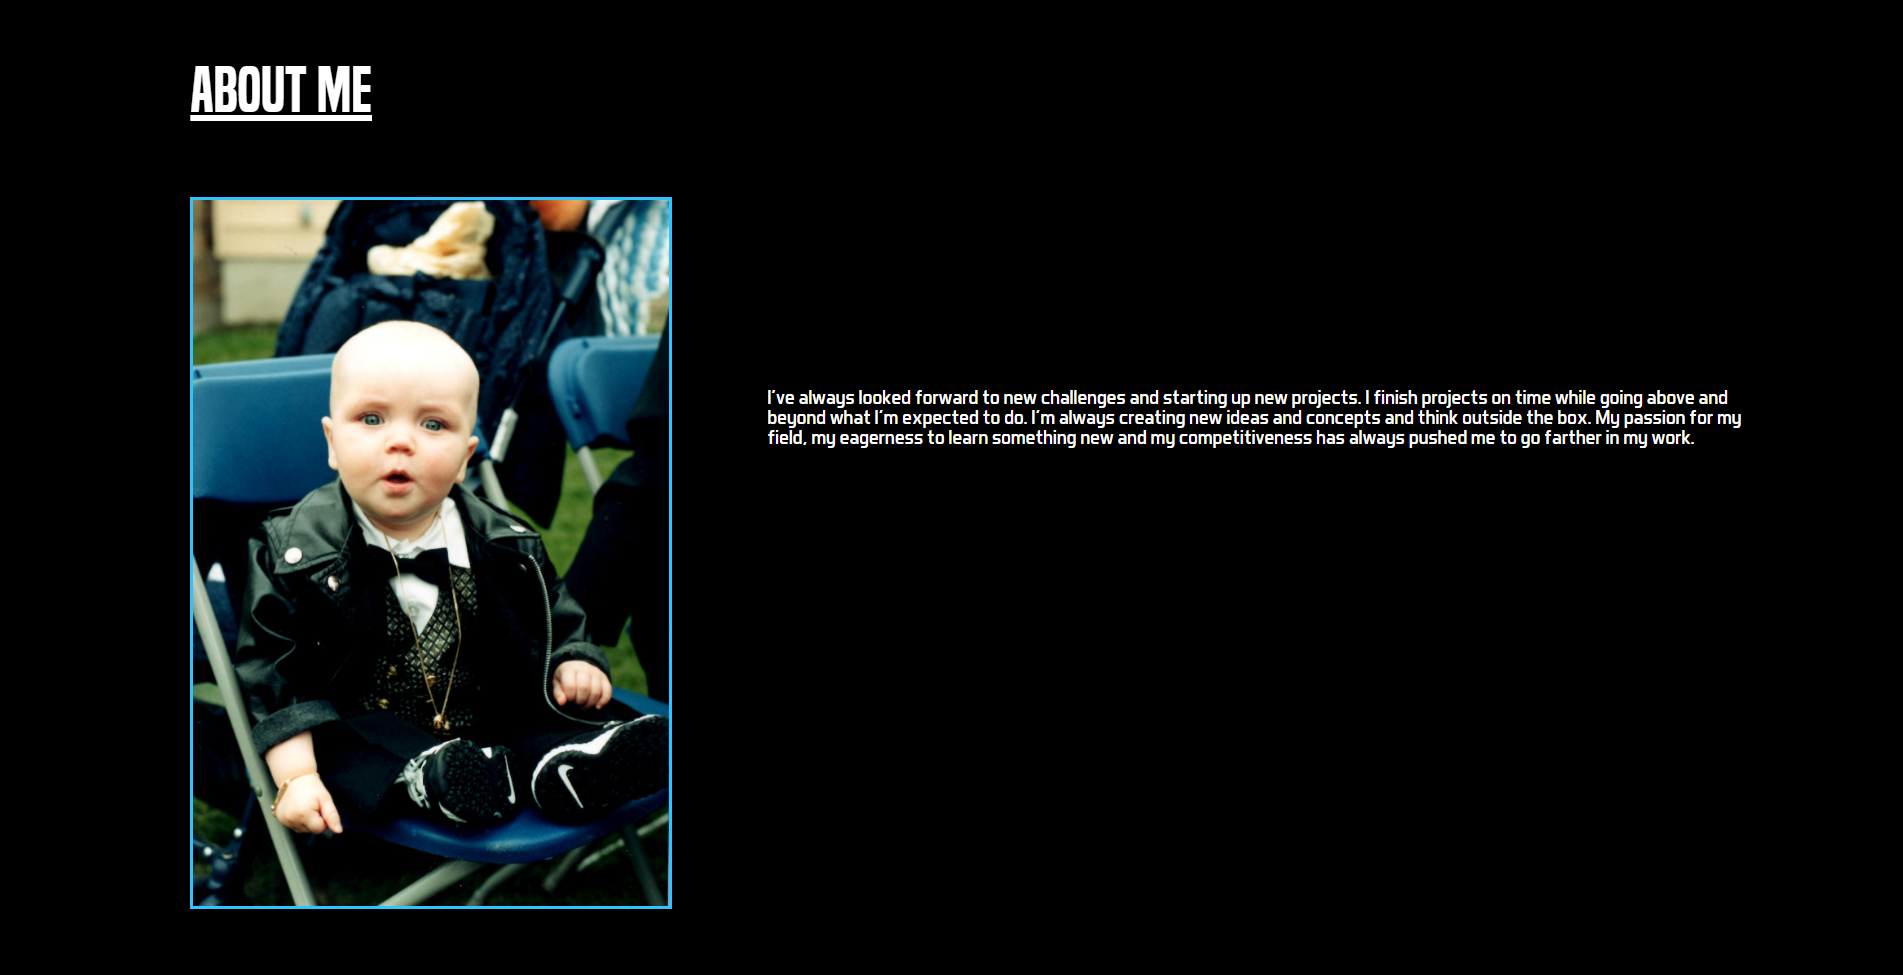 ABOUT ME
I've always looked forward to new challenges and starting up new projects. I finish projects on time while going above and
beyond what I'm expected to do. I'm always creating new ideas and concepts and think outside the box. My passion for my
field, my eagerness to learn something new and my competitiveness has always pushed me to go farther in my work.